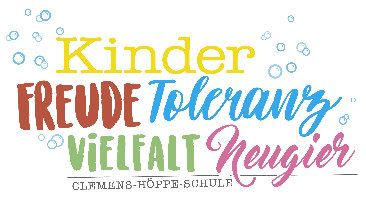 Kinder
FREUDE Toleranz
ViELFALT Neugier
CLEMENS-HÖPPE-SCHULE